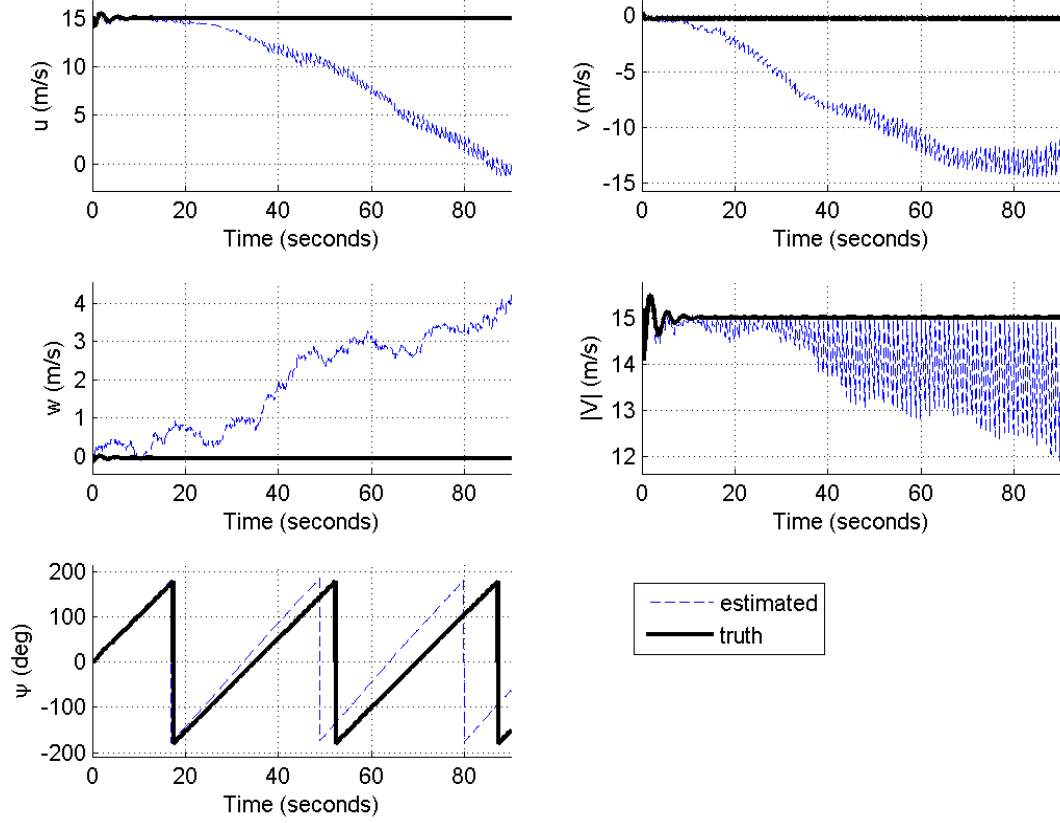 u (m/s)
15
10
5
0
0 20 40 60 80
Time (seconds)
v (m/s)
0
-5
-10
-15
0 20 40 60 80
Time (seconds)
w (m/s)
4
3
2
1
0
0 20 40 60 80
Time (seconds)
|V| (m/s)
15
14
13
12
0 20 40 60 80
Time (seconds)
ψ (deg)
200
100
0
-100
-200
0 20 40 60 80
Time (seconds)
estimated
truth